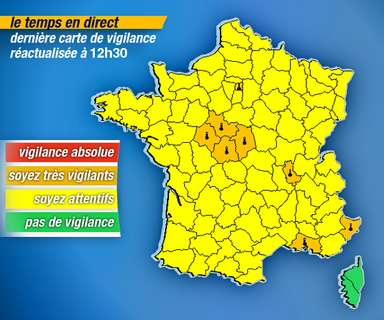 le temps en direct
dernière carte de vigilance
réactualisée à 12h30
vigilance absolue
soyez très vigilants
soyez attentifs
pas de vigilance